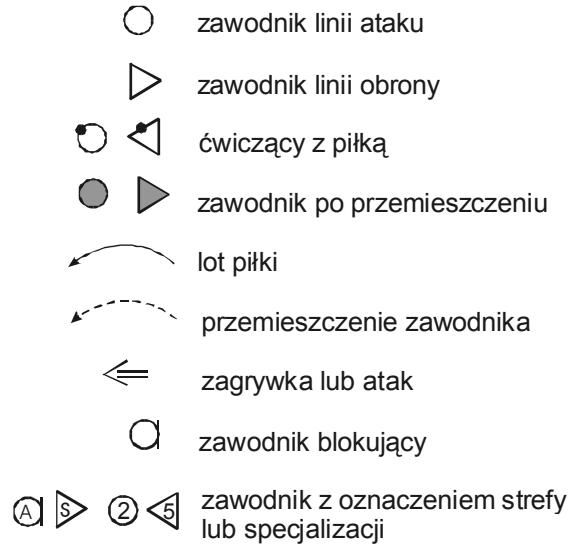 zawodnik linii ataku
zawodnik linii obrony
ćwiczący z piłką
zawodnik po przemieszczeniu
lot piłki
przemieszczenie zawodnika
zagrywka lub atak
zawodnik blokujący
A S 2 5 zawodnik z oznaczeniem strefy
lub specjalizacji